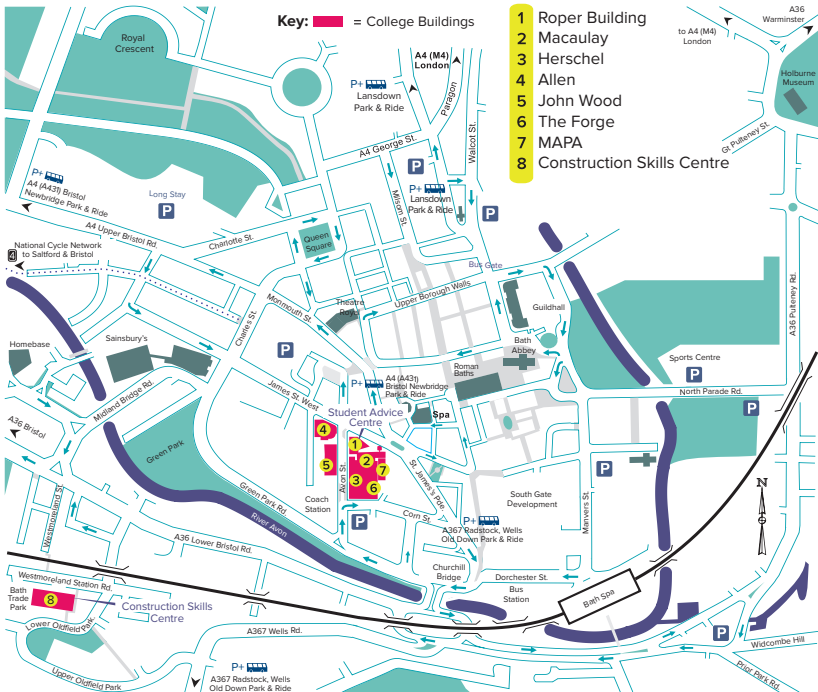 Key: = College Buildings
1 Roper Building
2 Macaulay
3 Herschel
4 Allen
5 John Wood
6 The Forge
7 MAPA
8 Construction Skills Centre
A36
Warminster
to A4 (M4)
London
Holburne
Museum
Gt Pulteney St.
Royal
Crescent
A4 (M4)
London
P+
Lansdown
Park & Ride
Paragon
Walcot St.
A4 George St.
P
P+
Lansdown
Park & Ride
P
Milsom St.
P+
A4 (A431) Bristol
Newbridge Park & Ride
Long Stay
P
A4 Upper Bristol Rd.
Charlotte St.
Queen
Square
National Cycle Network
to Saltford & Bristol
4
Bus Gate
Upper Borough Walls
Theatre
Royal
Monmouth St.
Charles St.
Guildhall
Bath
Abbey
Roman
Baths
A36 Pulteney Rd.
Homebase
Sainsbury's
P
Midland Bridge Rd.
James St. West
P+
A4 (A431)
Bristol Newbridge
Park & Ride
Student Advice
Centre
Spa
Sports Centre
P
North Parade Rd.
P
A36 Bristol
Green Park
4
5
1
2
3
7
6
Avon St.
St. James's Pde.
Coach
Station
P
Corn St.
P+
A367 Radstock, Wells
Old Down Park & Ride
South Gate
Development
Manvers St.
P
N
Westmoreland St.
Green Park Rd.
River Avon
A36 Lower Bristol Rd.
Churchill
Bridge
Dorchester St.
Bus
Station
Bath Spa
Westmoreland Station Rd.
Bath
Trade
Park
8
Construction Skills
Centre
Lower Oldfield Park.
Upper Oldfield Park
A367 Wells Rd.
P+
A367 Radstock, Wells
Old Down Park & Ride
P
Widcombe Hill
Prior Park Rd.